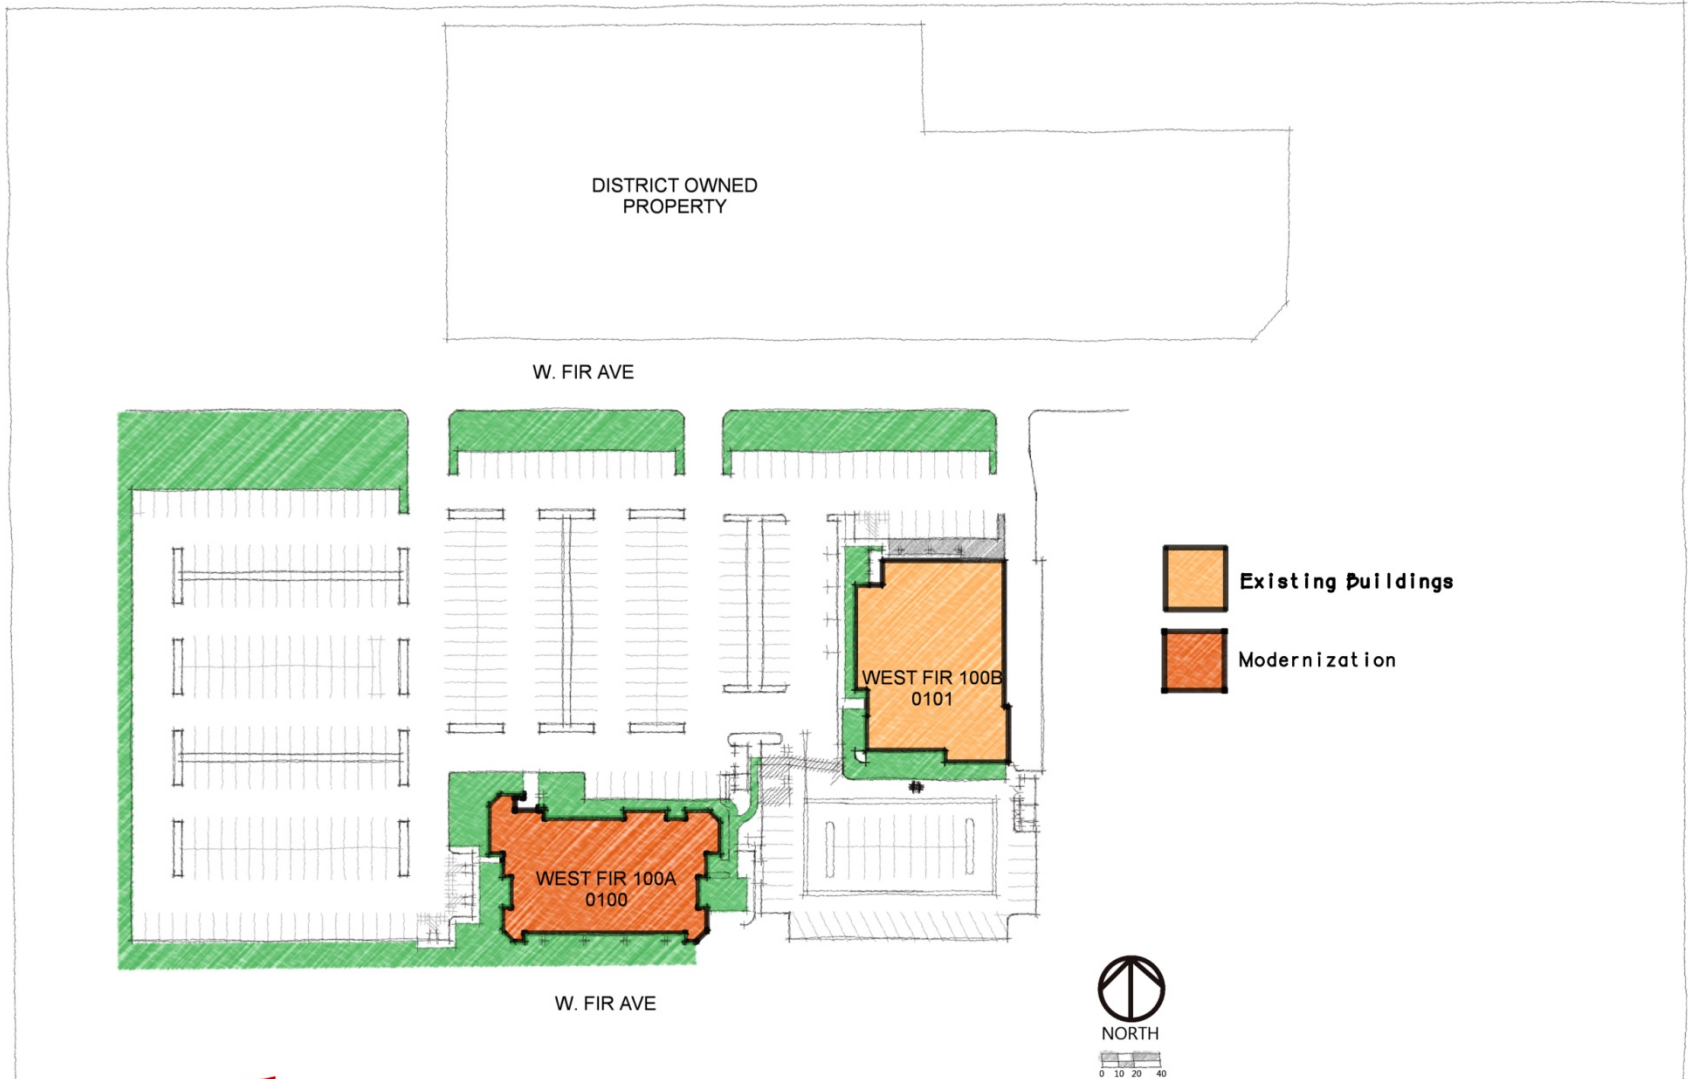 DISTRICT OWNED
PROPERTY
W. FIR AVE
Existing Buildings
Modernization
WEST FIR 100B
0101
WEST FIR 100A
0100
W. FIR AVE
NORTH
0 10 20 40